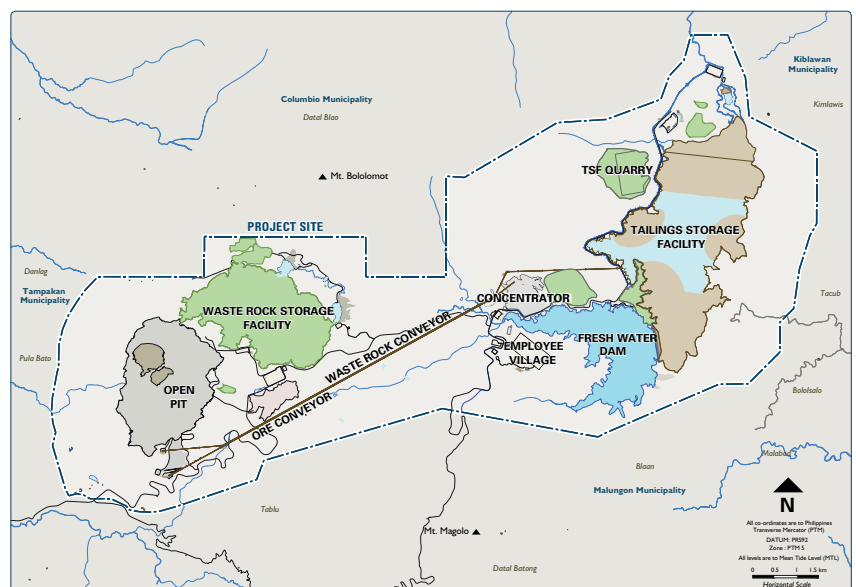 Kiblawan
Municipality
Columbio Municipality
Datal Blao
Kimlawis
Mt. Bololomot
TSF QUARRY
PROJECT SITE
TAILINGS STORAGE
FACILITY
Danlag
Tampakan
Municipality
WASTE ROCK STORAGE
FACILITY
CONCENTRATOR
Tacub
WASTE ROCK CONVEYOR
EMPLOYEE
VILLAGE
FRESH WATER
DAM
Pula Bato
OPEN
PIT
ORE CONVEYOR
Bololsalo
Malabod
Blaan
Malungon Municipality
Tablu
Mt. Magolo
Datal Batong
N
All co-ordinates are to Philippines
Transverse Mercator (PTM)
DATUM: PRS92
Zone : PTM 5
All levels are to Mean Tide Level (MTL)
0 0.5 1 1.5 km
Horizontal Scale